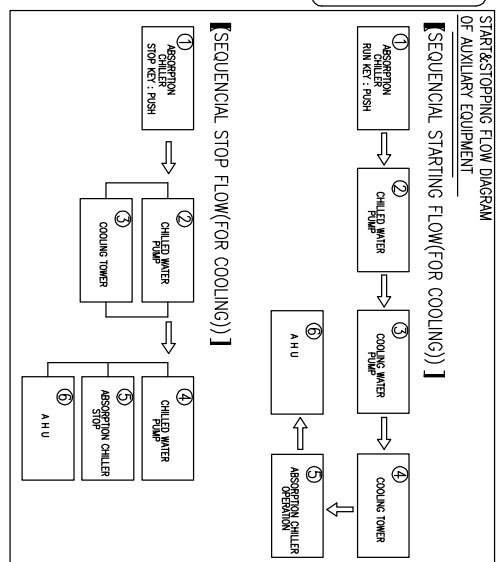 START&STOPPING FLOW DIAGRAM
OF AUXILIARY EQUIPMENT
【SEQUENCIAL STARTING FLOW(FOR COOLING))】
①
ABSORPTION
CHILLER
RUN KEY : PUSH
②
CHILLED WATER
PUMP
③
COOLING WATER
PUMP
④
COOLING TOWER
⑤
ABSORPTION CHILLER
OPERATION
⑥
A H U
【SEQUENCIAL STOP FLOW(FOR COOLING))】
①
ABSORPTION
CHILLER
STOP KEY : PUSH
②
CHILLED WATER
PUMP
③
COOLING TOWER
④
CHILLED WATER
PUMP
⑤
ABSORPTION CHILLER
STOP
⑥
A H U